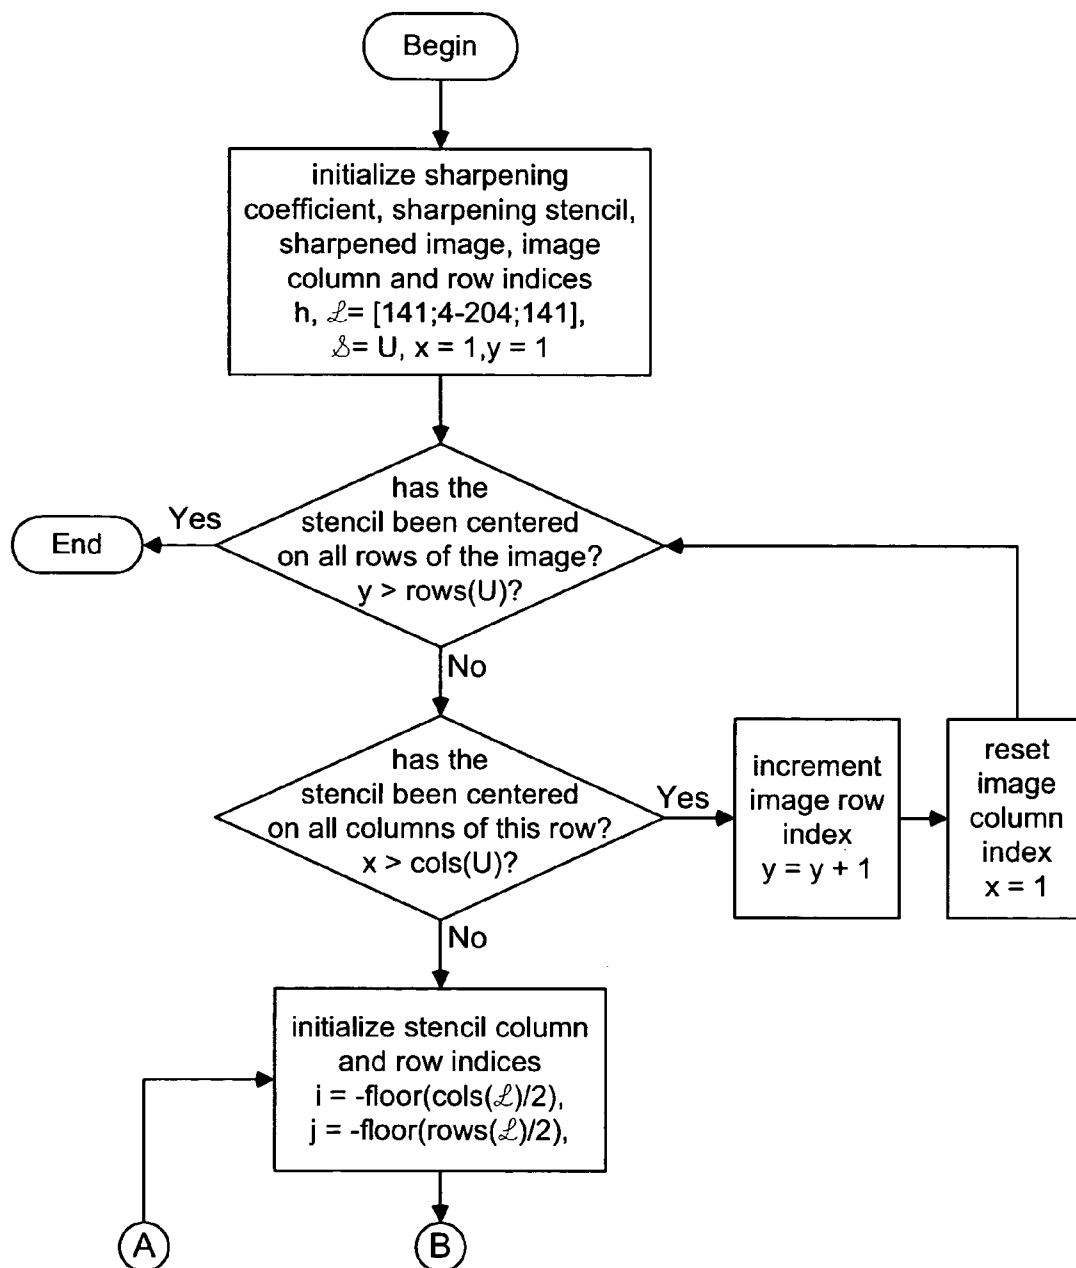 Begin
initialize sharpening
coefficient, sharpening stencil,
sharpened image, image
column and row indices
h, ℒ= [141;4-204;141],
𝒮= U, x = 1,y = 1
has the
stencil been centered
on all rows of the image?
y > rows(U)?
Yes
End
No
has the
stencil been centered
on all columns of this row?
x > cols(U)?
Yes
increment
image row
index
y = y + 1
reset
image
column
index
x = 1
No
initialize stencil column
and row indices
i = -floor(cols(ℒ)/2),
j = -floor(rows(ℒ)/2),
A
B